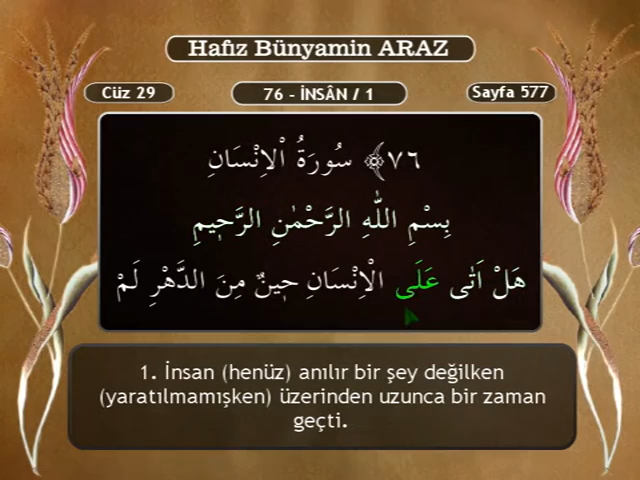 Hafız Bünyamin ARAZ
Cüz 29
76 - İNSÂN / 1
Sayfa 577
﴿٧٦﴾ سُورَةُ اْلاِنْسَانِ
بِسْمِ اللّٰهِ الرَّحْمٰنِ الرَّح۪يمِ
هَلْ اَتٰى عَلَى الْاِنْسَانِ ح۪ينٌ مِنَ الدَّهْرِ لَمْ
1. İnsan (henüz) anılır bir şey değilken
(yaratılmamışken) üzerinden uzunca bir zaman
geçti.